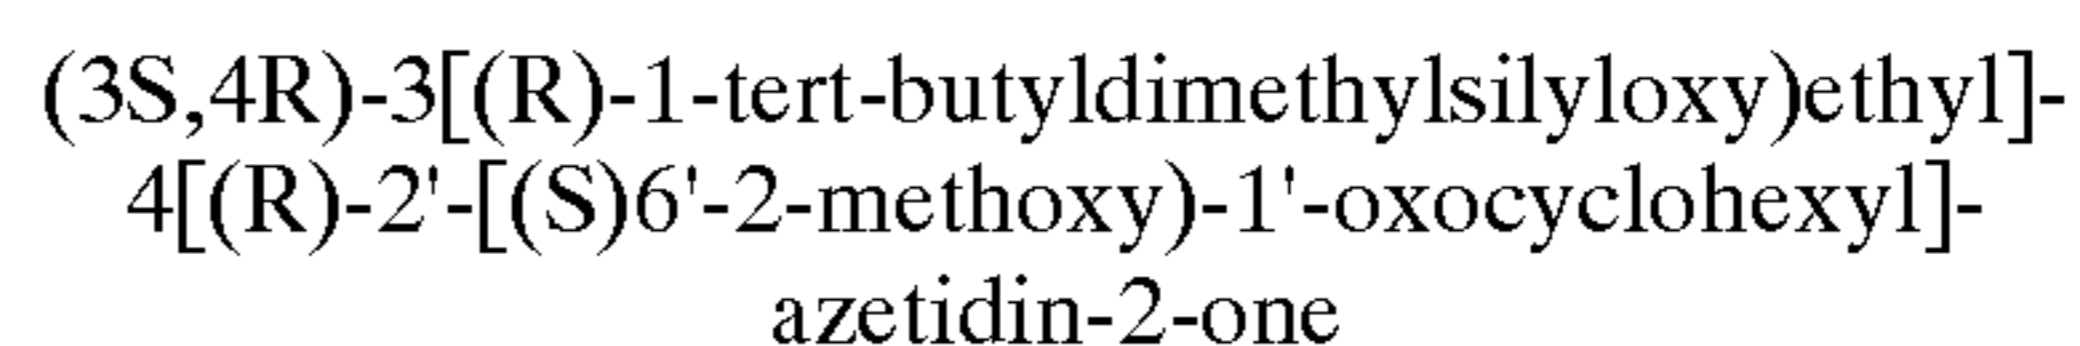 (3S,4R)-3[(R)-1-tert-butyldimethylsilyloxy)ethyl]-
4[(R)-2'-[(S)6'-2-methoxy)-1'-oxocyclohexyl]-
azetidin-2-one